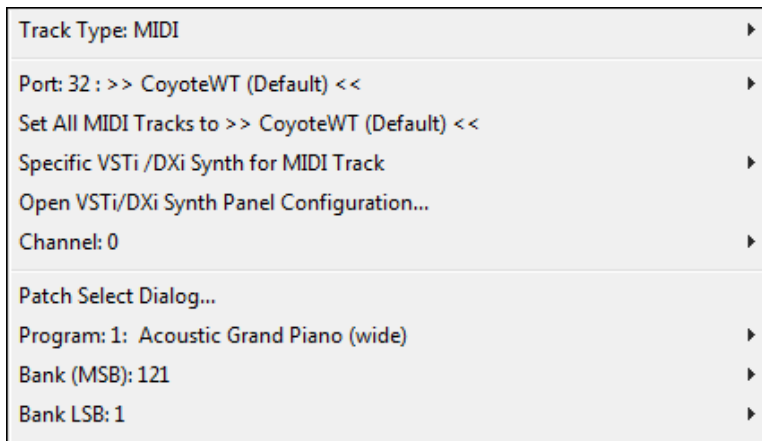 Track Type: MIDI
Port: 32 : >> CoyoteWT (Default) <<
Set All MIDI Tracks to >> CoyoteWT (Default) <<
Specific VSTi /DXi Synth for MIDI Track
Open VSTi/DXi Synth Panel Configuration...
Channel: 0
Patch Select Dialog...
Program: 1:  Acoustic Grand Piano (wide)
Bank (MSB): 121
Bank LSB: 1